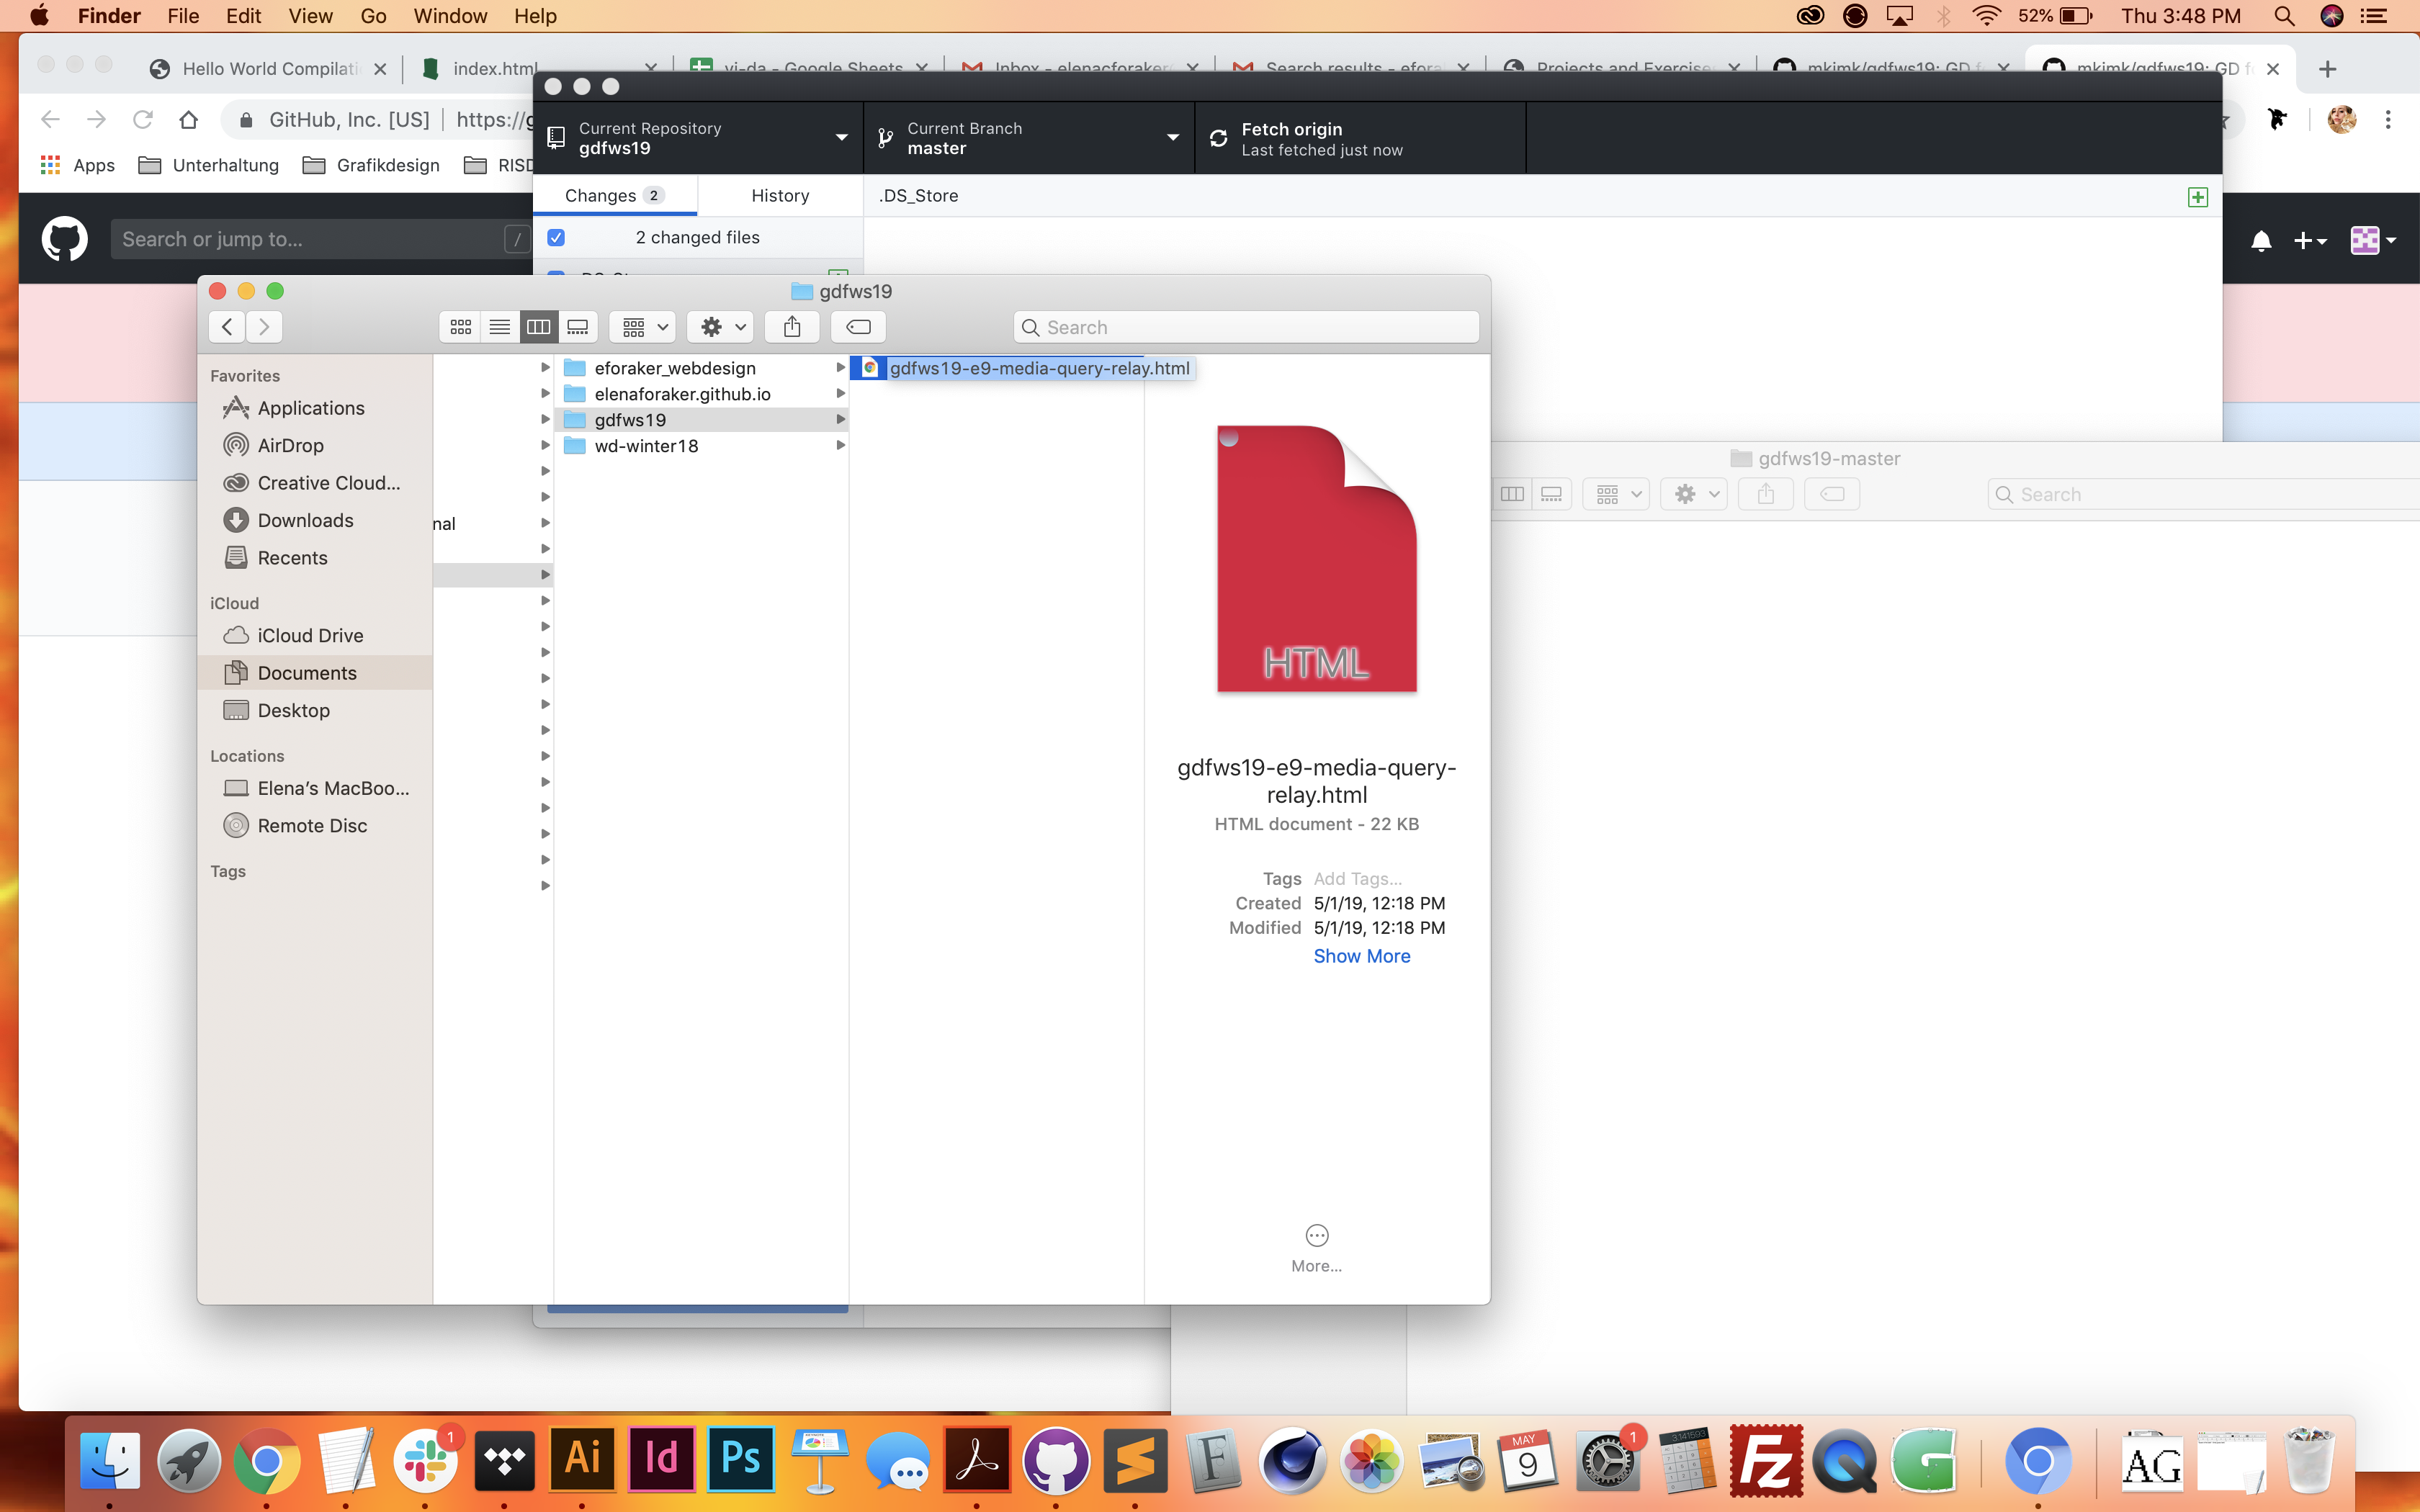 Finder File Edit View Go Window Help 52% Thu 3:48 PM
Hello World Compilati index.html vi-da - Google Sheets Inbox - elenacforaker Search results - efora Projects and Exercise mkimk/gdfws19: GD f mkimk/gdfws19: GD f
GitHub, Inc. [US] https://g
Apps Unterhaltung Grafikdesign RISD
Search or jump to... /
Current Repository
gdfws19
Current Branch
master
Fetch origin
Last fetched just now
Changes 2 History .DS_Store
2 changed files
gdfws19
Search
Favorites
Applications
AirDrop
Creative Cloud...
Downloads
Recents
iCloud
iCloud Drive
Documents
Desktop
Locations
Elena's MacBoo...
Remote Disc
Tags
nal
eforaker_webdesign
elenaforaker.github.io
gdfws19
wd-winter18
gdfws19-e9-media-query-relay.html
HTML
gdfws19-e9-media-query-
relay.html
HTML document - 22 KB
Tags Add Tags...
Created 5/1/19, 12:18 PM
Modified 5/1/19, 12:18 PM
Show More
More...
gdfws19-master
Search
1 Ai Id Ps F MAY 9 1 3.141593 Fz G AG